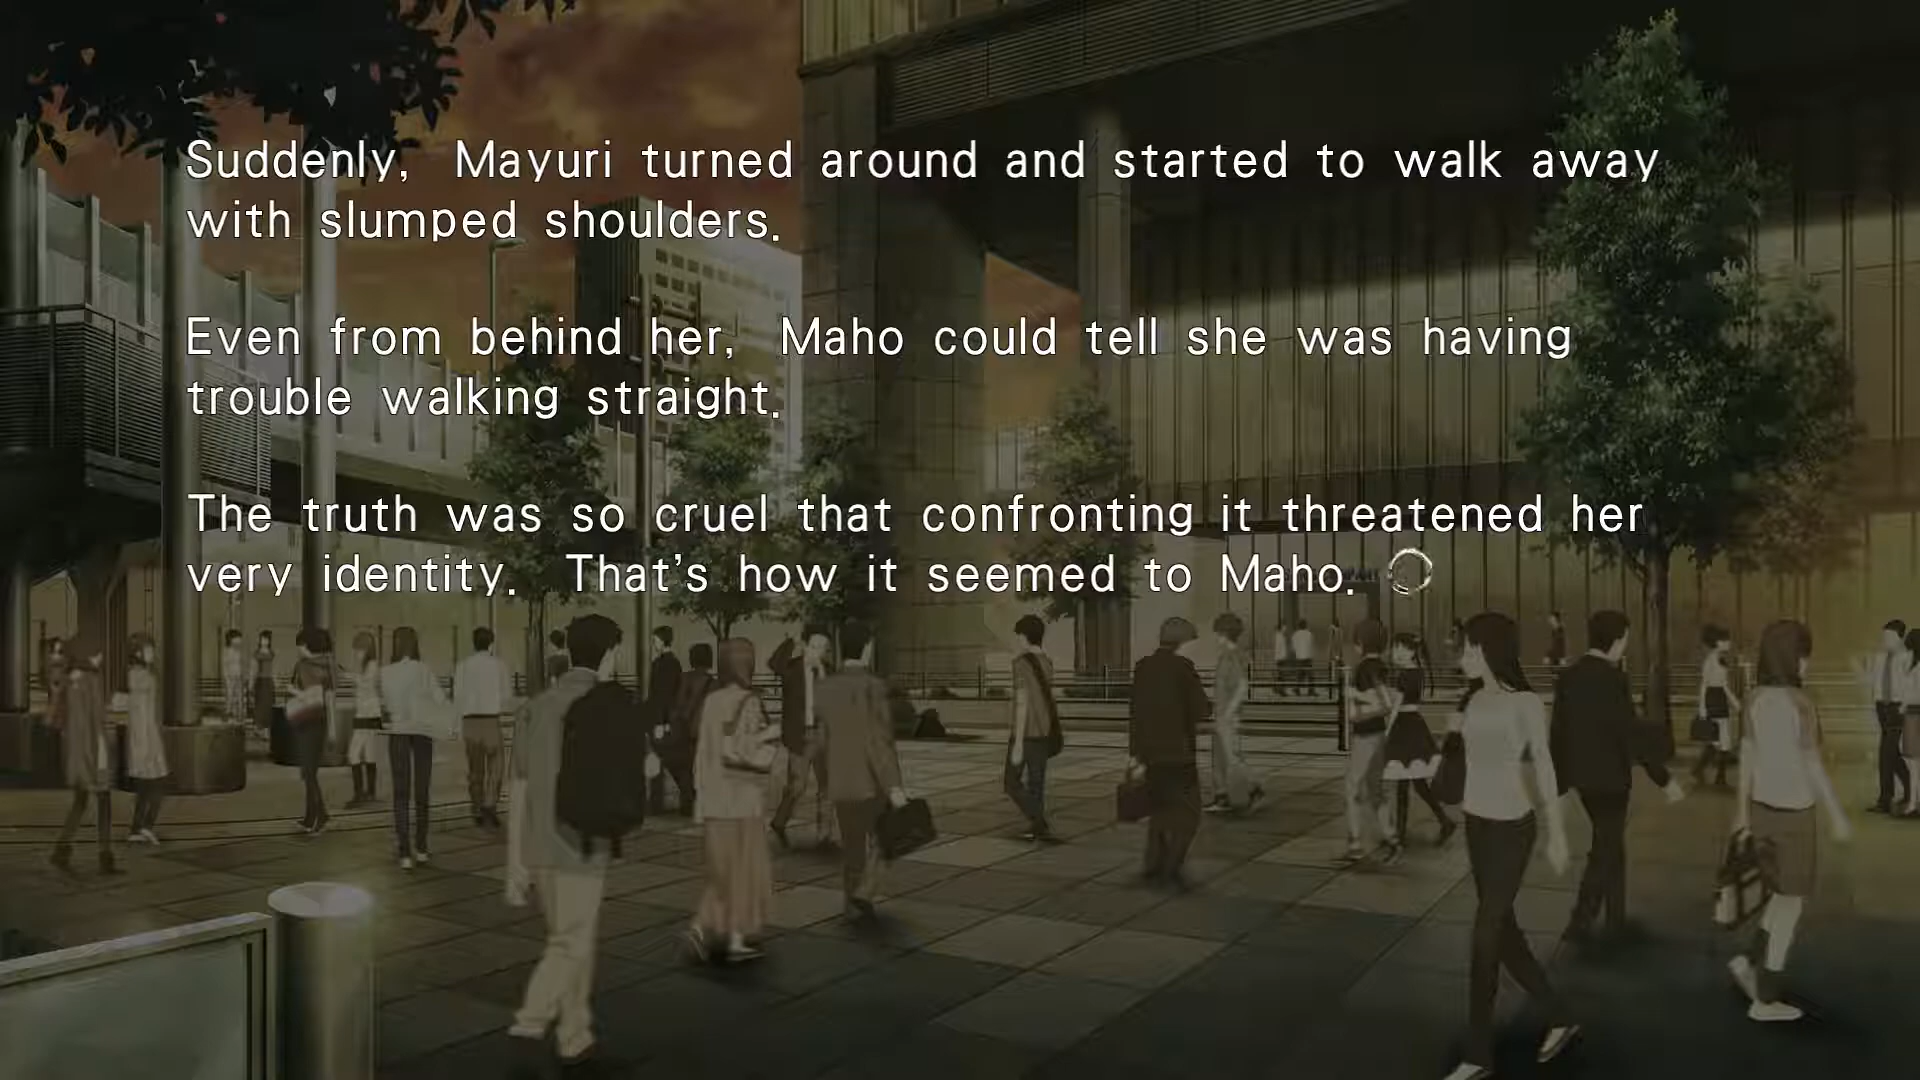 Suddenly, Mayuri turned around and started to walk away
with slumped shoulders.
Even from behind her, Maho could tell she was having
trouble walking straight.
The truth was so cruel that confronting it threatened her
very identity. That's how it seemed to Maho.